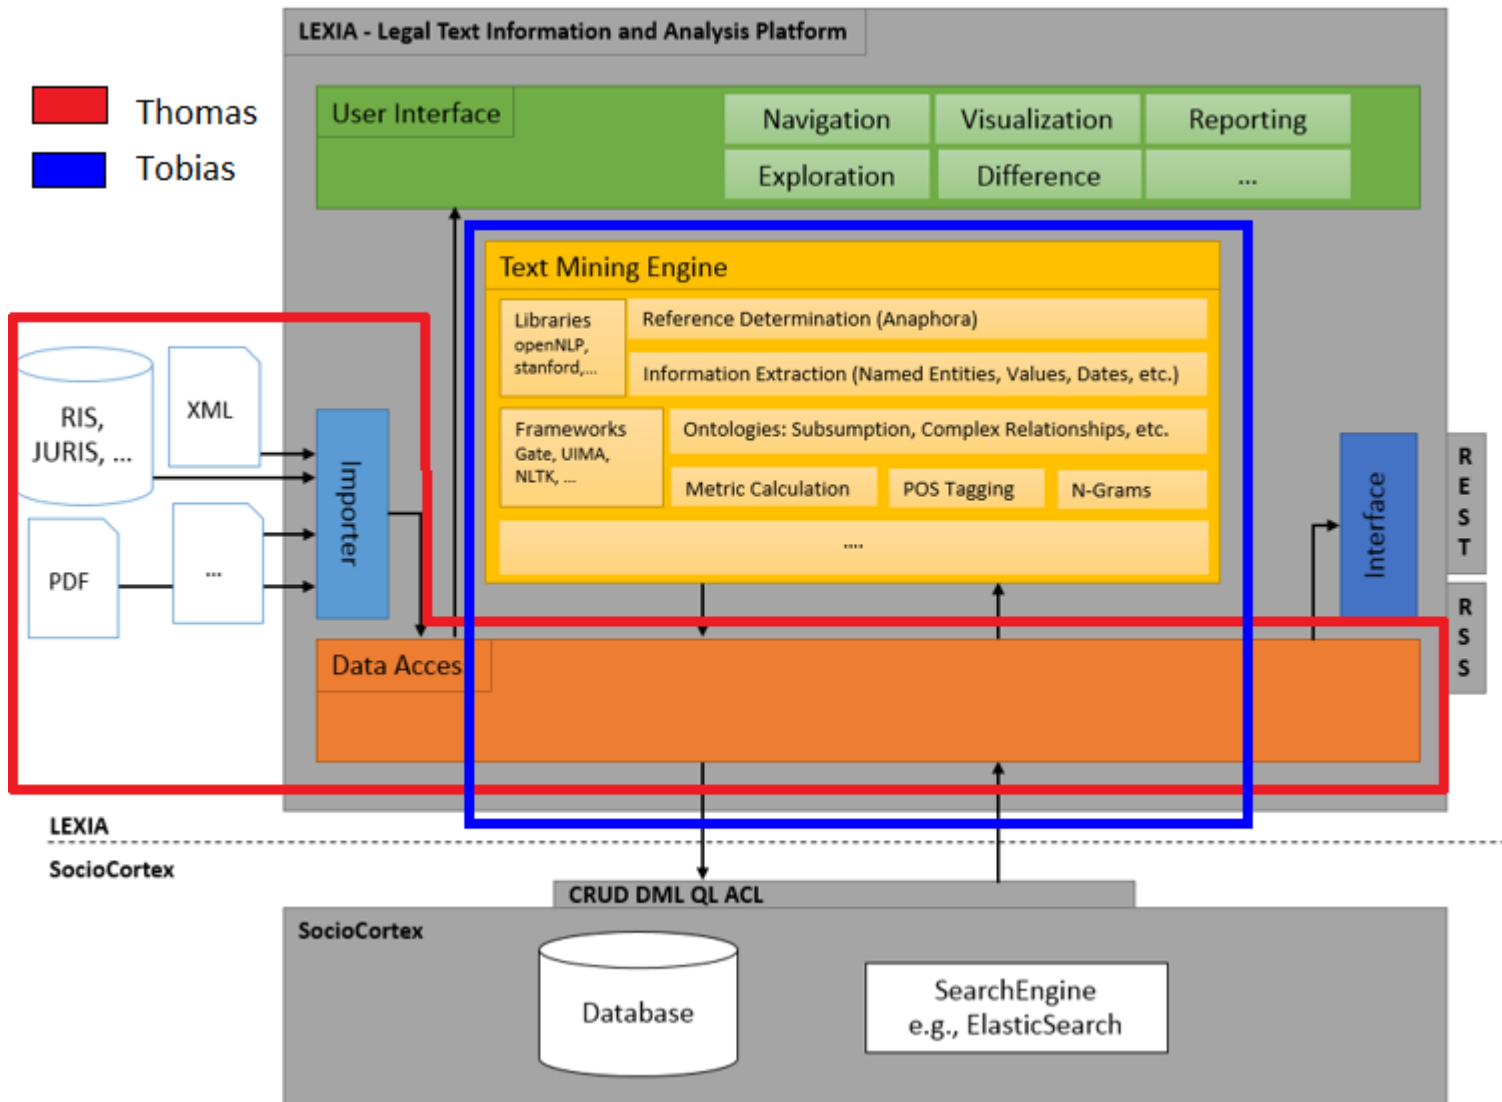 LEXIA - Legal Text Information and Analysis Platform
Thomas
Tobias
User Interface
Navigation
Visualization
Reporting
Exploration
Difference
...
Text Mining Engine
Libraries
openNLP,
stanford,...
Reference Determination (Anaphora)
Information Extraction (Named Entities, Values, Dates, etc.)
Frameworks
Gate, UIMA,
NLTK, ...
Ontologies: Subsumption, Complex Relationships, etc.
Metric Calculation
POS Tagging
N-Grams
....
RIS,
JURIS, ...
XML
PDF
...
Importer
Interface
REST
RSS
Data Acces
LEXIA
SocioCortex
CRUD DML QL ACL
SocioCortex
Database
SearchEngine
e.g., ElasticSearch